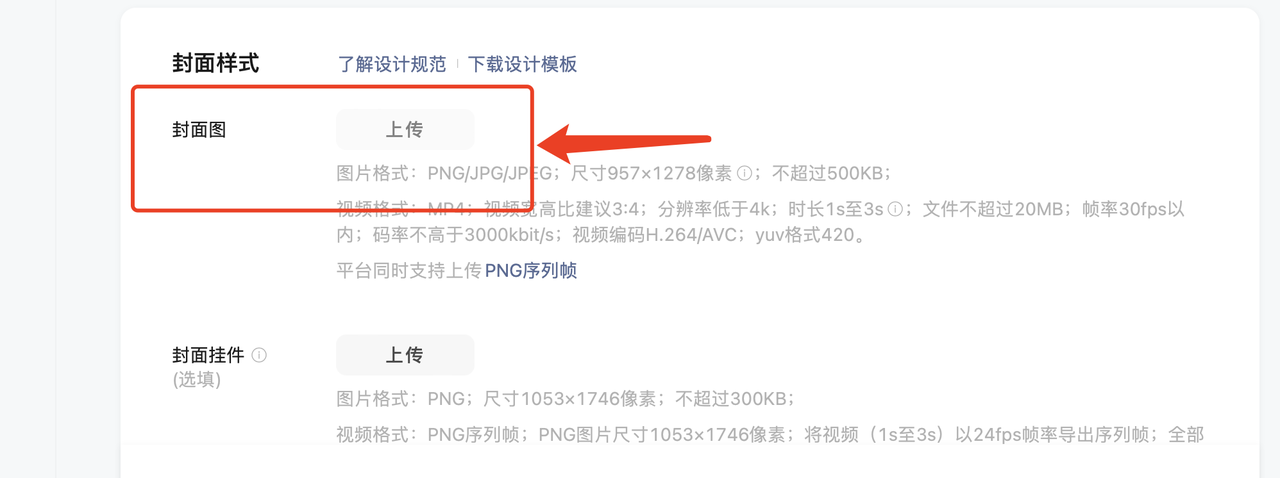 封面样式 了解设计规范 下载设计模板
封面图 上传
图片格式：PNG/JPG/JPEG；尺寸957×1278像素；不超过500KB；
视频格式：MP4；视频宽高比建议3:4；分辨率低于4k；时长1s至3s；文件不超过20MB；帧率30fps以
内；码率不高于3000kbit/s；视频编码H.264/AVC；yuv格式420。
平台同时支持上传PNG序列帧
封面挂件 上传
(选填)
图片格式：PNG；尺寸1053×1746像素；不超过300KB；
视频格式：PNG序列帧；PNG图片尺寸1053×1746像素；将视频（1s至3s）以24fps帧率导出序列帧；全部